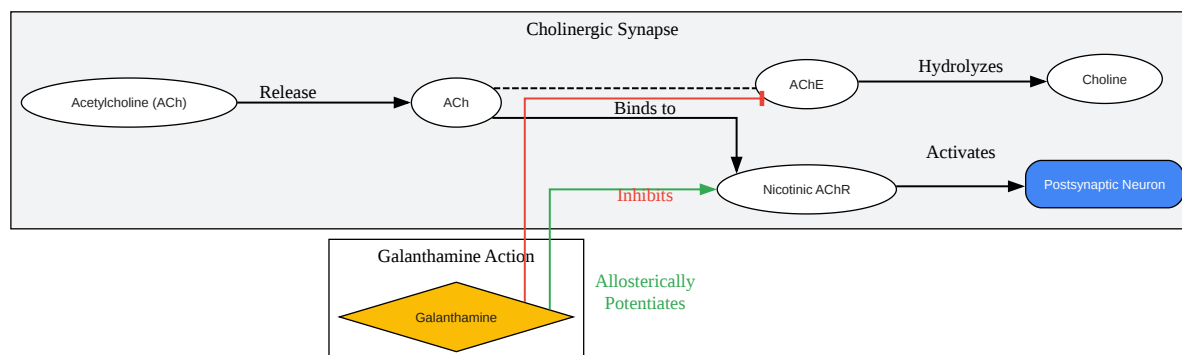 Cholinergic Synapse
Acetylcholine (ACh)
Release
ACh
AChE
Hydrolyzes
Choline
Binds to
Nicotinic AChR
Activates
Postsynaptic Neuron
Inhibits
Galanthamine Action
Allosterically
Potentiates
Galanthamine